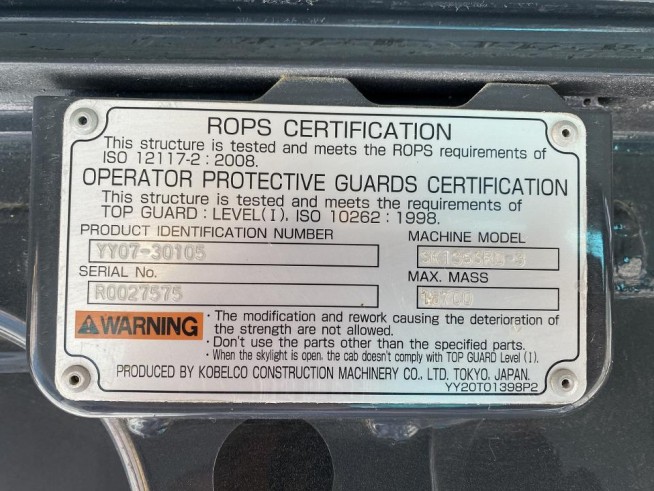 ROPS CERTIFICATION
This structure is tested and meets the ROPS requirements of
ISO 12117-2 : 2008.
OPERATOR PROTECTIVE GUARDS CERTIFICATION
This structure is tested and meets the requirements of
TOP GUARD : LEVEL(I). ISO 10262 : 1998.
PRODUCT IDENTIFICATION NUMBER
YY07-30105
MACHINE MODEL
SERIAL No.
R0027575
MAX. MASS
WARNING
· The modification and rework causing the deterioration of
the strength are not allowed.
· Don't use the parts other than the specified parts.
· When the skylight is open, the cab doesn't comply with TOP GUARD Level (I).
PRODUCED BY KOBELCO CONSTRUCTION MACHINERY CO., LTD. TOKYO. JAPAN.
YY20T01398P2